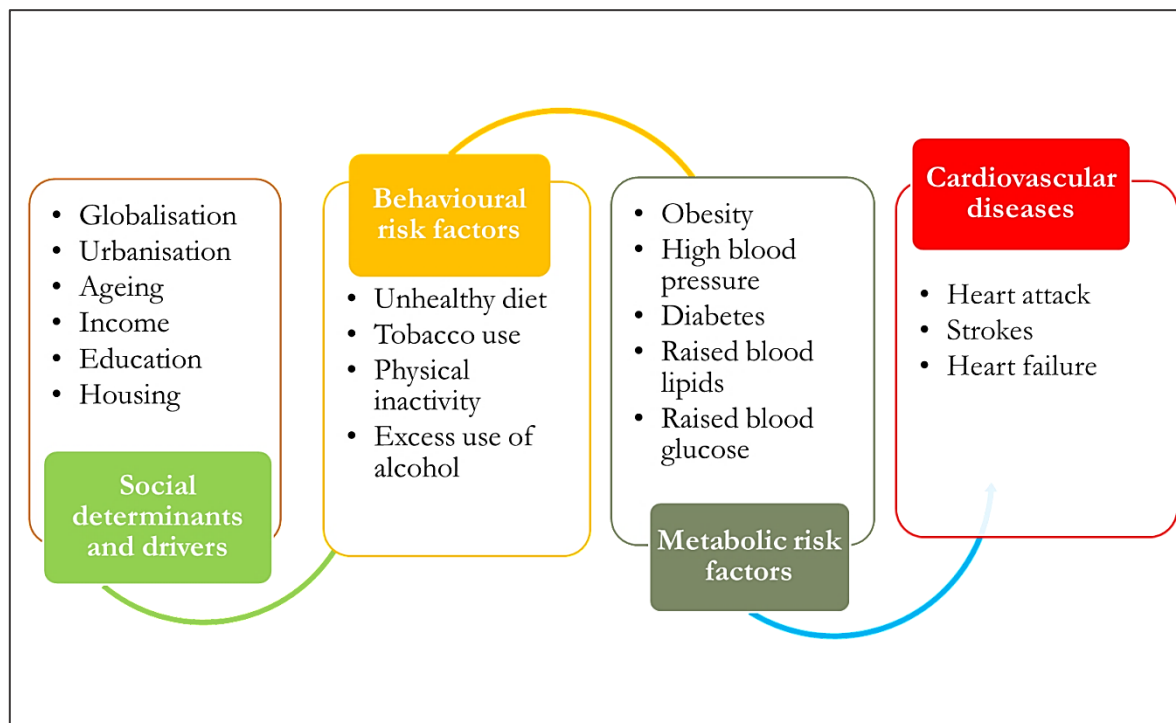 • Globalisation
• Urbanisation
• Ageing
• Income
• Education
• Housing
Social
determinants
and drivers
Behavioural
risk factors
• Unhealthy diet
• Tobacco use
• Physical
inactivity
• Excess use of
alcohol
• Obesity
• High blood
pressure
• Diabetes
• Raised blood
lipids
• Raised blood
glucose
Metabolic risk
factors
Cardiovascular
diseases
• Heart attack
• Strokes
• Heart failure